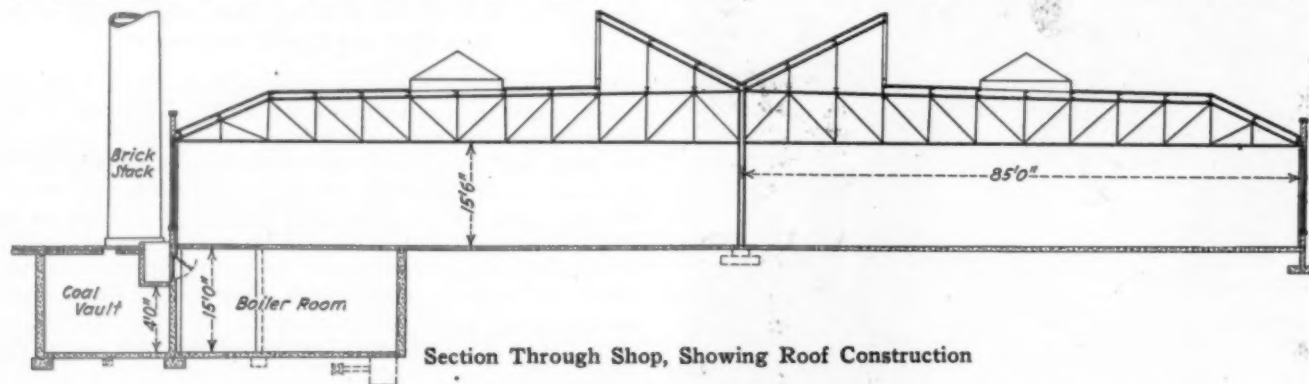 Brick
Stack
15'6"
85'0"
Coal
Vault
4'0"
15'0"
Boiler Room
Section Through Shop, Showing Roof Construction